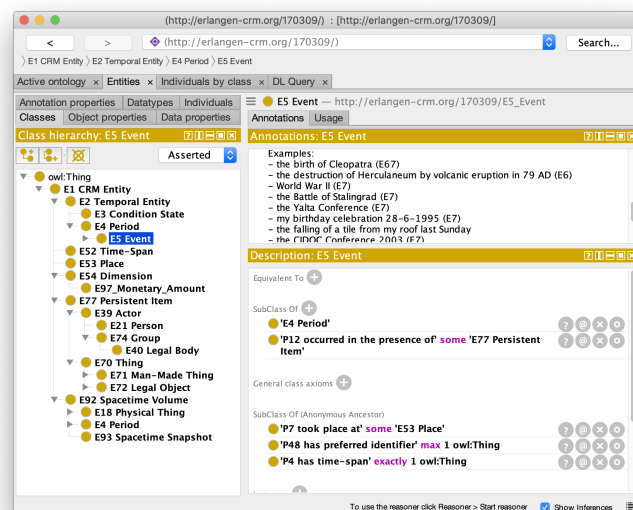 (http://erlangen-crm.org/170309/) : [http://erlangen-crm.org/170309/]
< > (http://erlangen-crm.org/170309/) Search...
〉E1 CRM Entity 〉E2 Temporal Entity 〉E4 Period 〉E5 Event
Active ontology × Entities × Individuals by class × DL Query ×
Annotation properties Datatypes Individuals
Classes Object properties Data properties
Class hierarchy: E5 Event
Asserted
owl:Thing
E1 CRM Entity
E2 Temporal Entity
E3 Condition State
E4 Period
E5 Event
E52 Time-Span
E53 Place
E54 Dimension
E97_Monetary_Amount
E77 Persistent Item
E39 Actor
E21 Person
E74 Group
E40 Legal Body
E70 Thing
E71 Man-Made Thing
E72 Legal Object
E92 Spacetime Volume
E18 Physical Thing
E4 Period
E93 Spacetime Snapshot
E5 Event — http://erlangen-crm.org/170309/E5_Event
Annotations Usage
Annotations: E5 Event
Examples:
- the birth of Cleopatra (E67)
- the destruction of Herculaneum by volcanic eruption in 79 AD (E6)
- World War II (E7)
- the Battle of Stalingrad (E7)
- the Yalta Conference (E7)
- my birthday celebration 28-6-1995 (E7)
- the falling of a tile from my roof last Sunday
- the CIDOC Conference 2003 (E7)
Description: E5 Event
Equivalent To
SubClass Of
'E4 Period'
'P12 occurred in the presence of' some 'E77 Persistent
Item'
General class axioms
SubClass Of (Anonymous Ancestor)
'P7 took place at' some 'E53 Place'
'P48 has preferred identifier' max 1 owl:Thing
'P4 has time-span' exactly 1 owl:Thing
To use the reasoner click Reasoner > Start reasoner Show Inferences